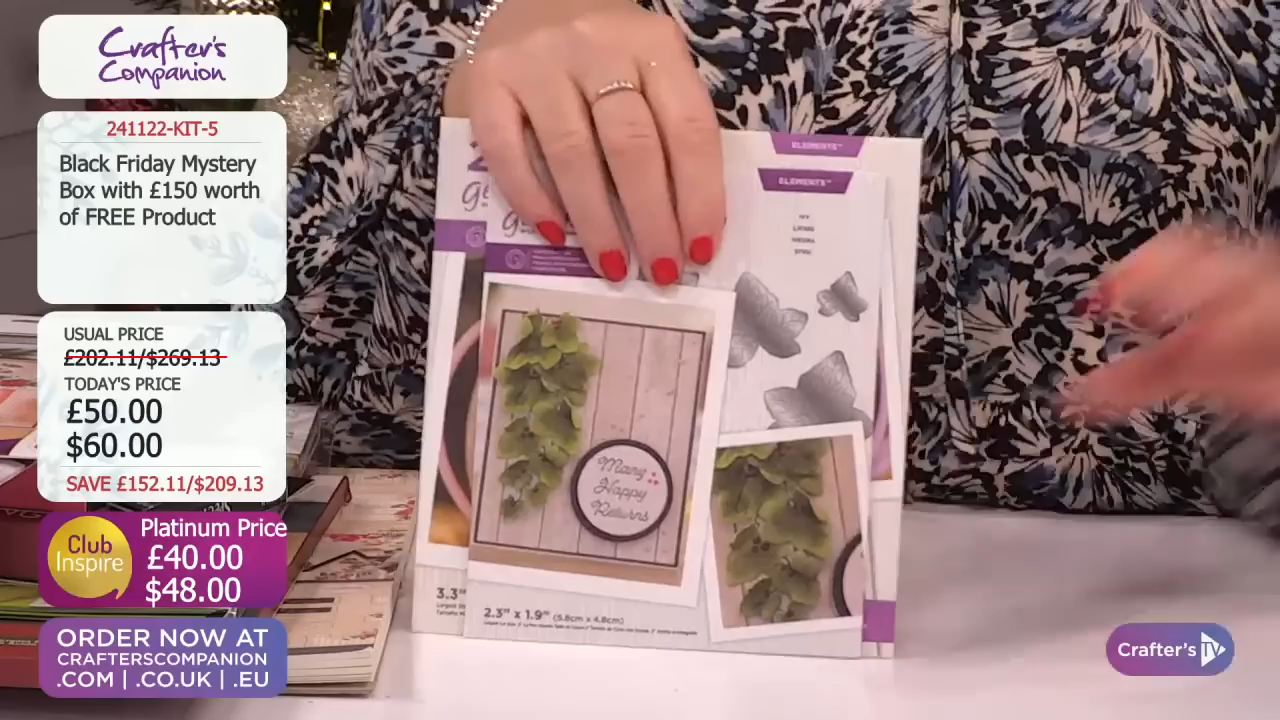 Crafter's
Companion
241122-KIT-5
Black Friday Mystery
Box with £150 worth
of FREE Product
USUAL PRICE
£202.11/$269.13
TODAY'S PRICE
£50.00
$60.00
SAVE £152.11/$209.13
Club
Inspire
Platinum Price
£40.00
$48.00
ORDER NOW AT
CRAFTERSCOMPANION
.COM | .CO.UK | .EU
ELEMENTS™
ELEMENTS™
Many
Happy
Returns
3.3"
2.3" x 1.9" (5.8cm x 4.8cm)
Crafter's TV